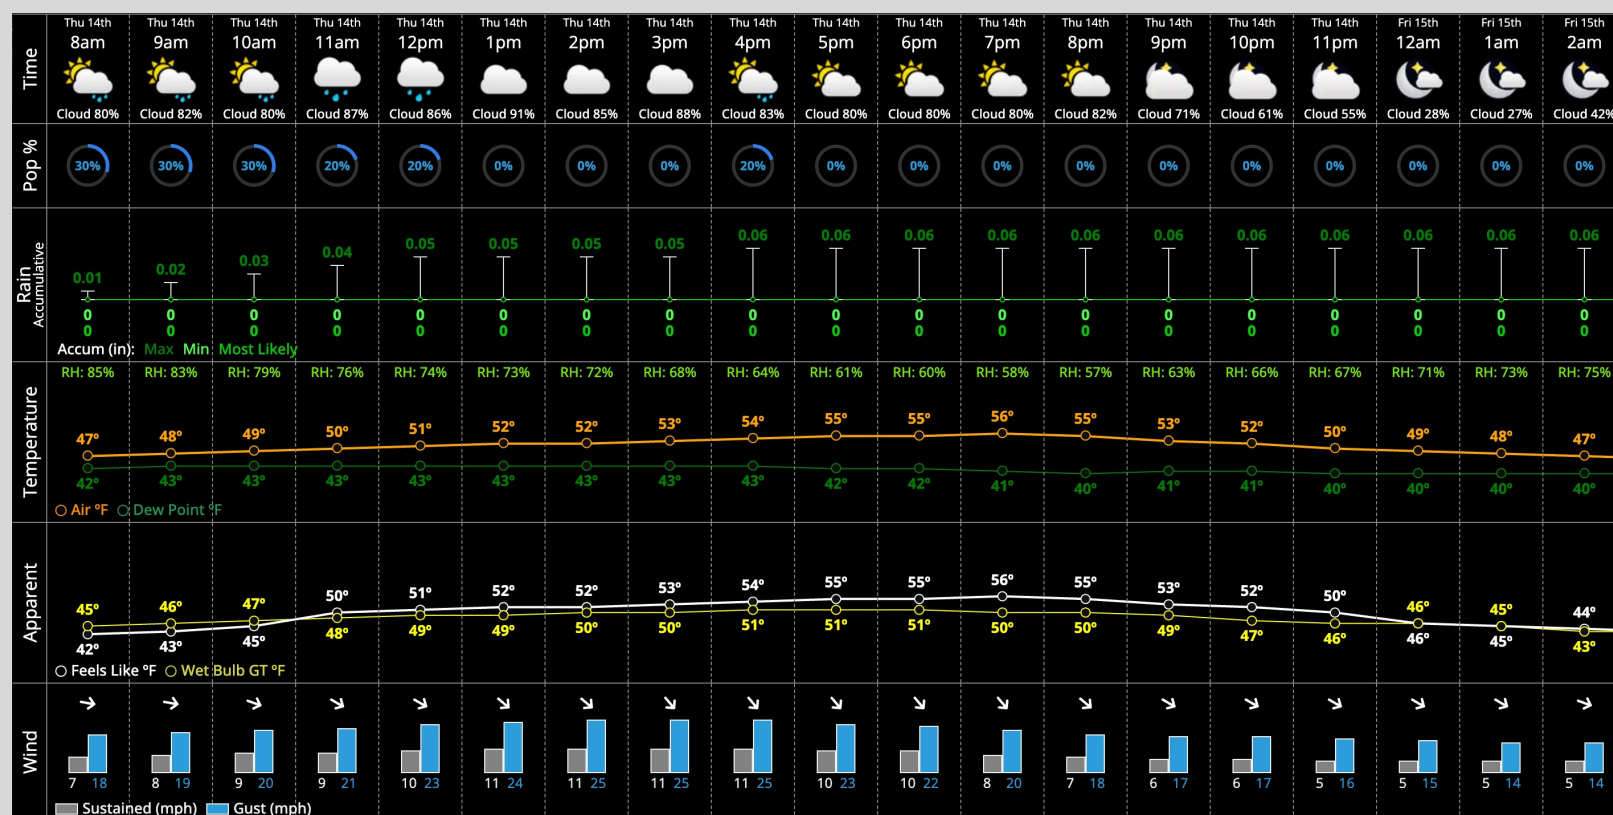 Thu 14th Thu 14th Thu 14th Thu 14th Thu 14th Thu 14th Thu 14th Thu 14th Thu 14th Thu 14th Thu 14th Thu 14th Thu 14th Thu 14th Thu 14th Thu 14th Fri 15th Fri 15th Fri 15th
Time 8am 9am 10am 11am 12pm 1pm 2pm 3pm 4pm 5pm 6pm 7pm 8pm 9pm 10pm 11pm 12am 1am 2am
Cloud 80% Cloud 82% Cloud 80% Cloud 87% Cloud 86% Cloud 91% Cloud 85% Cloud 88% Cloud 83% Cloud 80% Cloud 80% Cloud 80% Cloud 82% Cloud 71% Cloud 61% Cloud 55% Cloud 28% Cloud 27% Cloud 42%
Pop % 30% 30% 30% 20% 20% 0% 0% 0% 20% 0% 0% 0% 0% 0% 0% 0% 0% 0% 0%
Rain
Accumulative
0.01 0.02 0.03 0.04 0.05 0.05 0.05 0.05 0.06 0.06 0.06 0.06 0.06 0.06 0.06 0.06 0.06 0.06 0.06
0 0 0 0 0 0 0 0 0 0 0 0 0 0 0 0 0 0 0
0 0 0 0 0 0 0 0 0 0 0 0 0 0 0 0 0 0 0
Accum (in): Max Min Most Likely
Temperature
RH: 85% RH: 83% RH: 79% RH: 76% RH: 74% RH: 73% RH: 72% RH: 68% RH: 64% RH: 61% RH: 60% RH: 58% RH: 57% RH: 63% RH: 66% RH: 67% RH: 71% RH: 73% RH: 75%
47° 48° 49° 50° 51° 52° 52° 53° 54° 55° 55° 56° 55° 53° 52° 50° 49° 48° 47°
42° 43° 43° 43° 43° 43° 43° 43° 43° 42° 42° 41° 40° 41° 41° 40° 40° 40° 40°
Air °F Dew Point °F
Apparent
45° 46° 47° 50° 51° 52° 52° 53° 54° 55° 55° 56° 55° 53° 52° 50° 46° 45° 44°
42° 43° 45° 48° 49° 49° 50° 50° 51° 51° 51° 50° 50° 49° 47° 46° 46° 45° 43°
Feels Like °F Wet Bulb GT °F
Wind
7 18 8 19 9 20 9 21 10 23 11 24 11 25 11 25 11 25 10 23 10 22 8 20 7 18 6 17 6 17 5 16 5 15 5 14 5 14
Sustained (mph) Gust (mph)